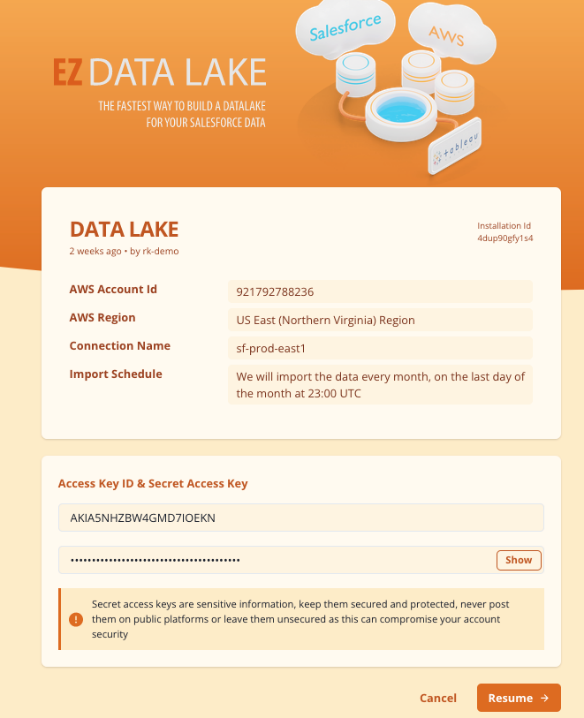 Salesforce
AWS
EZ DATA LAKE
THE FASTEST WAY TO BUILD A DATALAKE
FOR YOUR SALESFORCE DATA
+ableau
DATA LAKE
2 weeks ago • by rk-demo
Installation Id
4dup90gfy1s4
AWS Account Id
921792788236
AWS Region
US East (Northern Virginia) Region
Connection Name
sf-prod-east1
Import Schedule
We will import the data every month, on the last day of
the month at 23:00 UTC
Access Key ID & Secret Access Key
AKIA5NHZBW4GMD7IOEKN
••••••••••••••••••••••••••••••••••••••••
Show
Secret access keys are sensitive information, keep them secured and protected, never post
them on public platforms or leave them unsecured as this can compromise your account
security
Cancel
Resume →